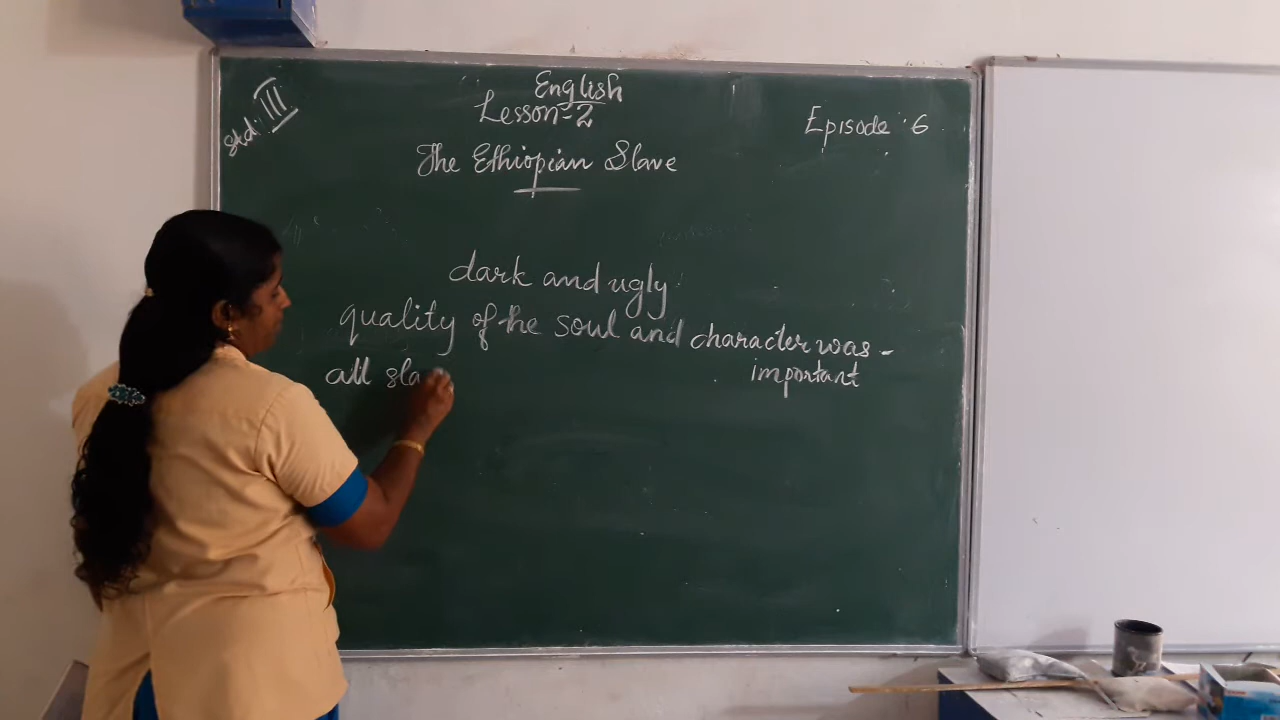 Std: III
English
Lesson-2
Episode : 6
The Ethiopian Slave
dark and ugly
quality of the soul and character was -
important
all sla